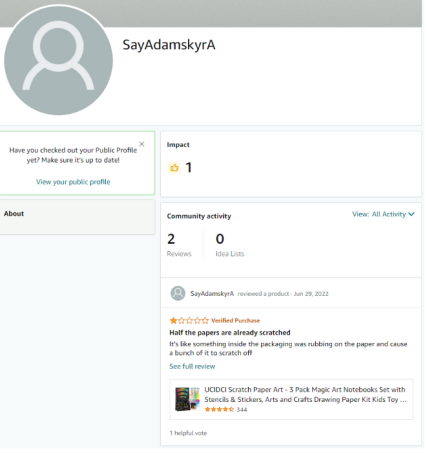 SayAdamskyrA
Have you checked out your Public Profile
yet? Make sure it's up to date!
View your public profile
About
Impact
1
Community activity
View: All Activity
2
Reviews
0
Idea Lists
SayAdamskyrA reviewed a product · Jun 29, 2022
Verified Purchase
Half the papers are already scratched
It's like something inside the packaging was rubbing on the paper and cause
a bunch of it to scratch off
See full review
UCIDCI Scratch Paper Art - 3 Pack Magic Art Notebooks Set with
Stencils & Stickers, Arts and Crafts Drawing Paper Kit Kids Toy ...
344
1 helpful vote